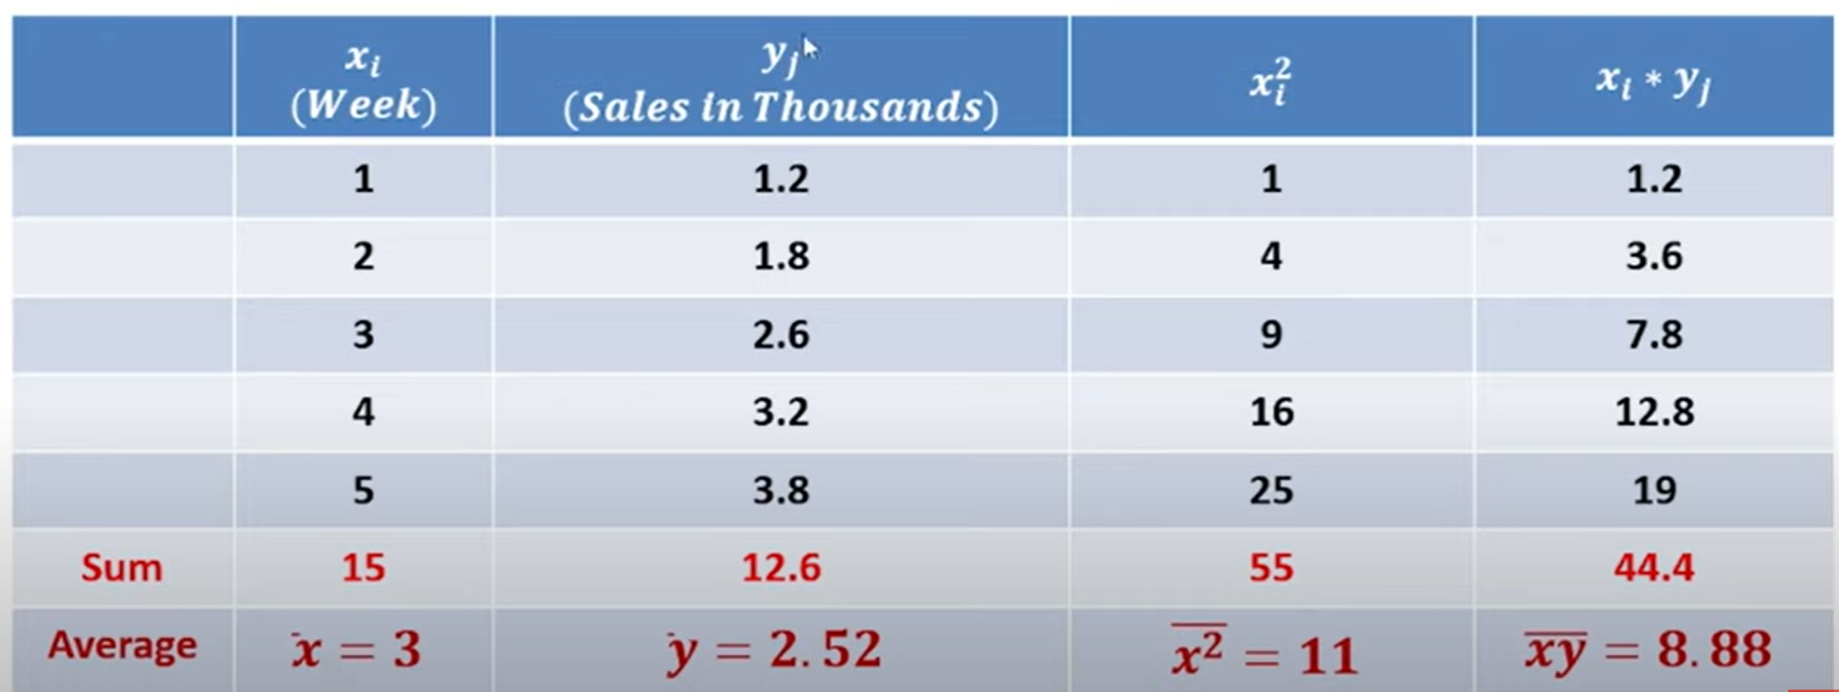 xᵢ yⱼ xᵢ² xᵢ * yⱼ
(Week) (Sales in Thousands)
1 1.2 1 1.2
2 1.8 4 3.6
3 2.6 9 7.8
4 3.2 16 12.8
5 3.8 25 19
Sum 15 12.6 55 44.4
Average x̄ = 3 ȳ = 2.52 x̅²̅ = 11 x̅y̅ = 8.88